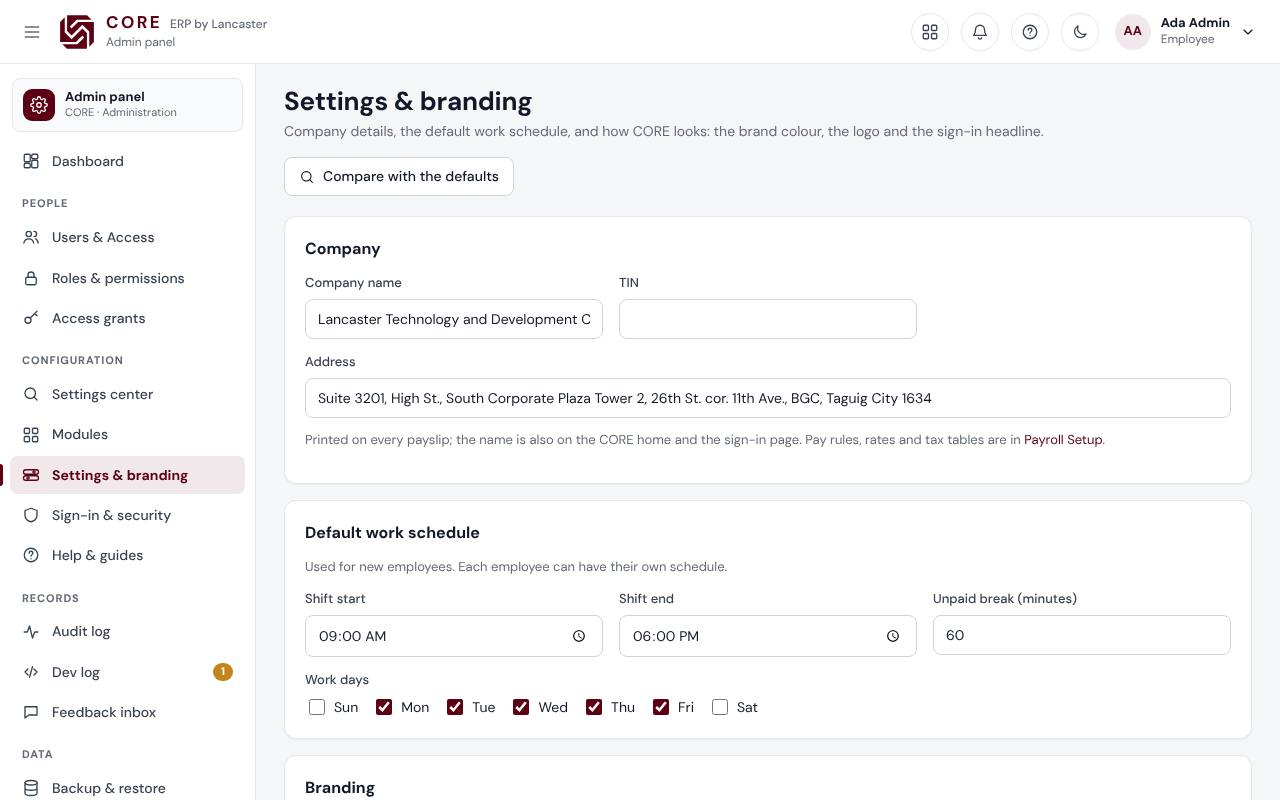 CORE ERP by Lancaster
Admin panel
AA
Ada Admin
Employee
Admin panel
CORE · Administration
Dashboard
PEOPLE
Users & Access
Roles & permissions
Access grants
CONFIGURATION
Settings center
Modules
Settings & branding
Sign-in & security
Help & guides
RECORDS
Audit log
Dev log 1
Feedback inbox
DATA
Backup & restore
Settings & branding
Company details, the default work schedule, and how CORE looks: the brand colour, the logo and the sign-in headline.
Compare with the defaults
Company
Company name TIN
Lancaster Technology and Development C
Address
Suite 3201, High St., South Corporate Plaza Tower 2, 26th St. cor. 11th Ave., BGC, Taguig City 1634
Printed on every payslip; the name is also on the CORE home and the sign-in page. Pay rules, rates and tax tables are in Payroll Setup.
Default work schedule
Used for new employees. Each employee can have their own schedule.
Shift start Shift end Unpaid break (minutes)
09:00 AM 06:00 PM 60
Work days
Sun Mon Tue Wed Thu Fri Sat
Branding